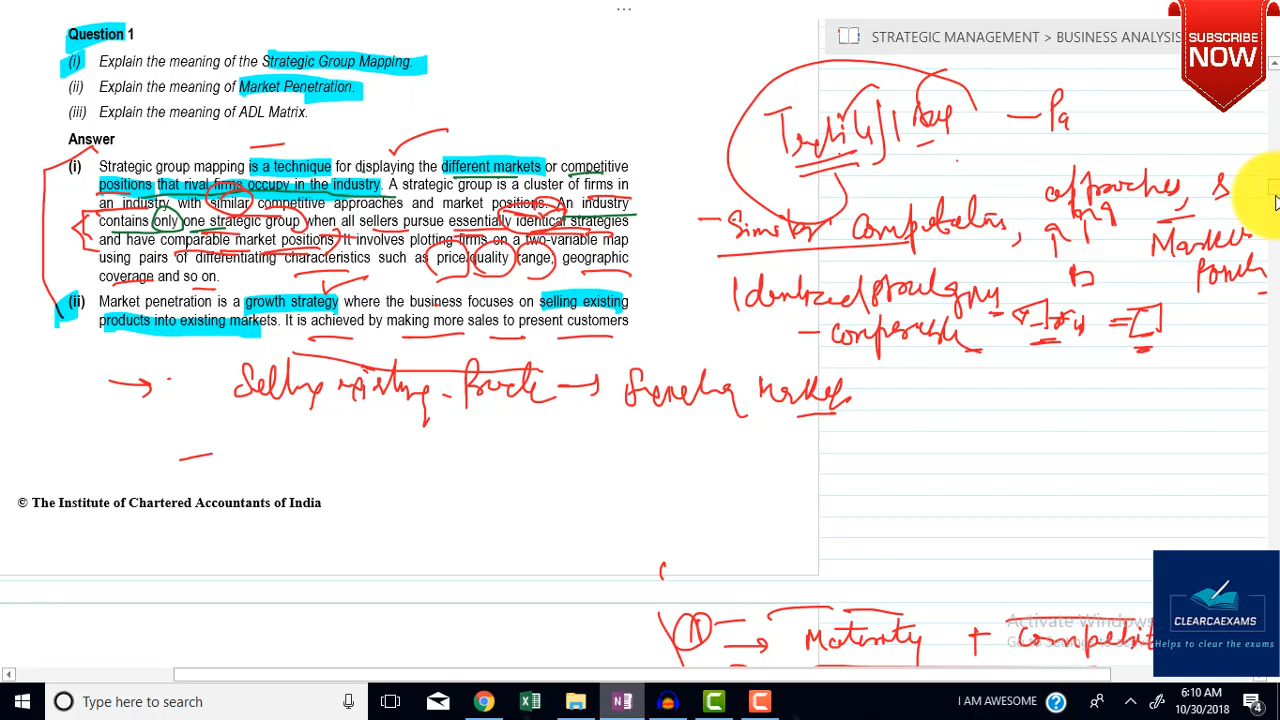 Question 1
(i) Explain the meaning of the Strategic Group Mapping.
(ii) Explain the meaning of Market Penetration.
(iii) Explain the meaning of ADL Matrix.
Answer
(i) Strategic group mapping is a technique for displaying the different markets or competitive
positions that rival firms occupy in the industry. A strategic group is a cluster of firms in
an industry with similar competitive approaches and market positions. An industry
contains only one strategic group when all sellers pursue essentially identical strategies
and have comparable market positions. It involves plotting firms on a two-variable map
using pairs of differentiating characteristics such as price/quality range, geographic
coverage and so on.
(ii) Market penetration is a growth strategy where the business focuses on selling existing
products into existing markets. It is achieved by making more sales to present customers
Selling existing
© The Institute of Chartered Accountants of India
STRATEGIC MANAGEMENT > BUSINESS ANALYSIS
SUBSCRIBE
NOW
approaches
Similar
Market
Identical
- comparable
Maturity + Competit
Activate Windows
CLEARCAEXAMS
Helps to clear the exams
Type here to search
I AM AWESOME
6:10 AM
10/30/2018
4